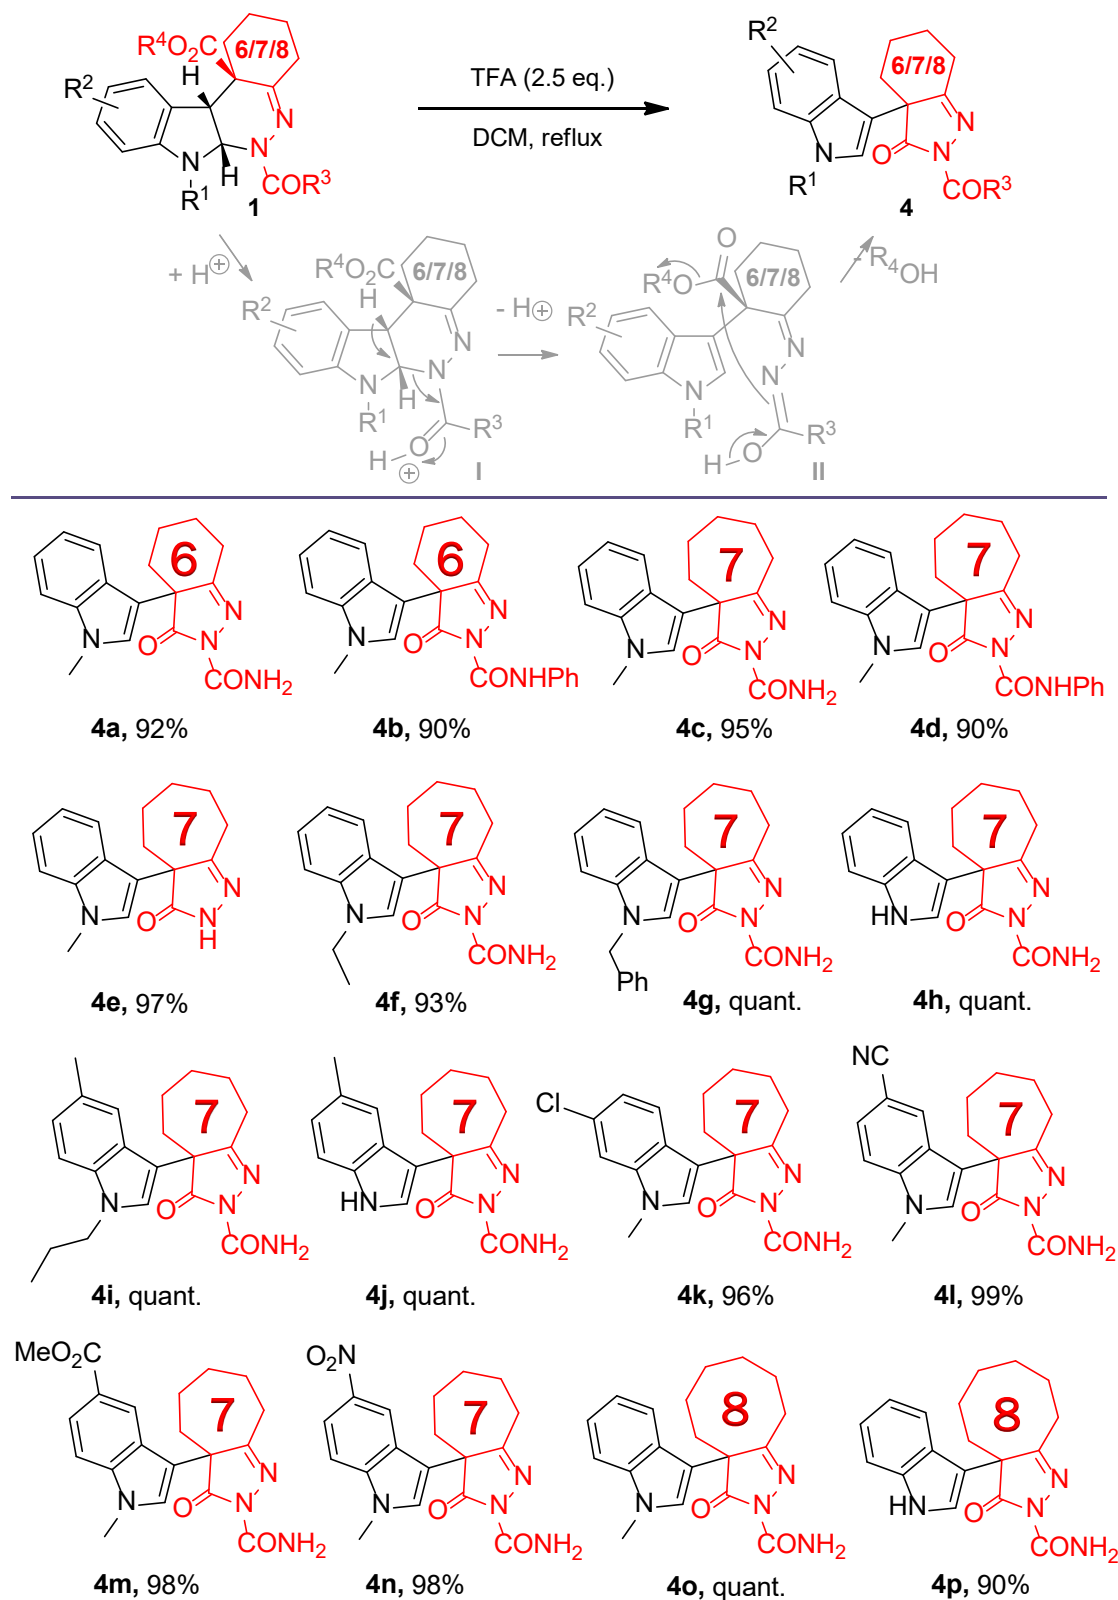 R⁴O₂C 6/7/8
H
R² N
N
N H
R¹ COR³
1
TFA (2.5 eq.)
DCM, reflux
R² 6/7/8
N
O N
N
R¹ COR³
4
+ H⊕
R⁴O₂C 6/7/8
H
R²
N
N N
H
R¹
O R³
H ⊕
I
- H⊕
O
R⁴O 6/7/8
R²
N
N
N
R¹
R³
H O
II
- R₄OH
6
N
N O N
CONH₂
4a, 92%
6
N
N O N
CONHPh
4b, 90%
7
N
N O N
CONH₂
4c, 95%
7
N
N O N
CONHPh
4d, 90%
7
N
N O N
H
4e, 97%
7
N
N O N
CONH₂
4f, 93%
7
N
N O N
CONH₂
Ph
4g, quant.
7
N
HN O N
CONH₂
4h, quant.
7
N
N O N
CONH₂
4i, quant.
7
N
HN O N
CONH₂
4j, quant.
Cl 7
N
N O N
CONH₂
4k, 96%
NC
7
N
N O N
CONH₂
4l, 99%
MeO₂C
7
N
N O N
CONH₂
4m, 98%
O₂N
7
N
N O N
CONH₂
4n, 98%
8
N
N O N
CONH₂
4o, quant.
8
N
HN O N
CONH₂
4p, 90%